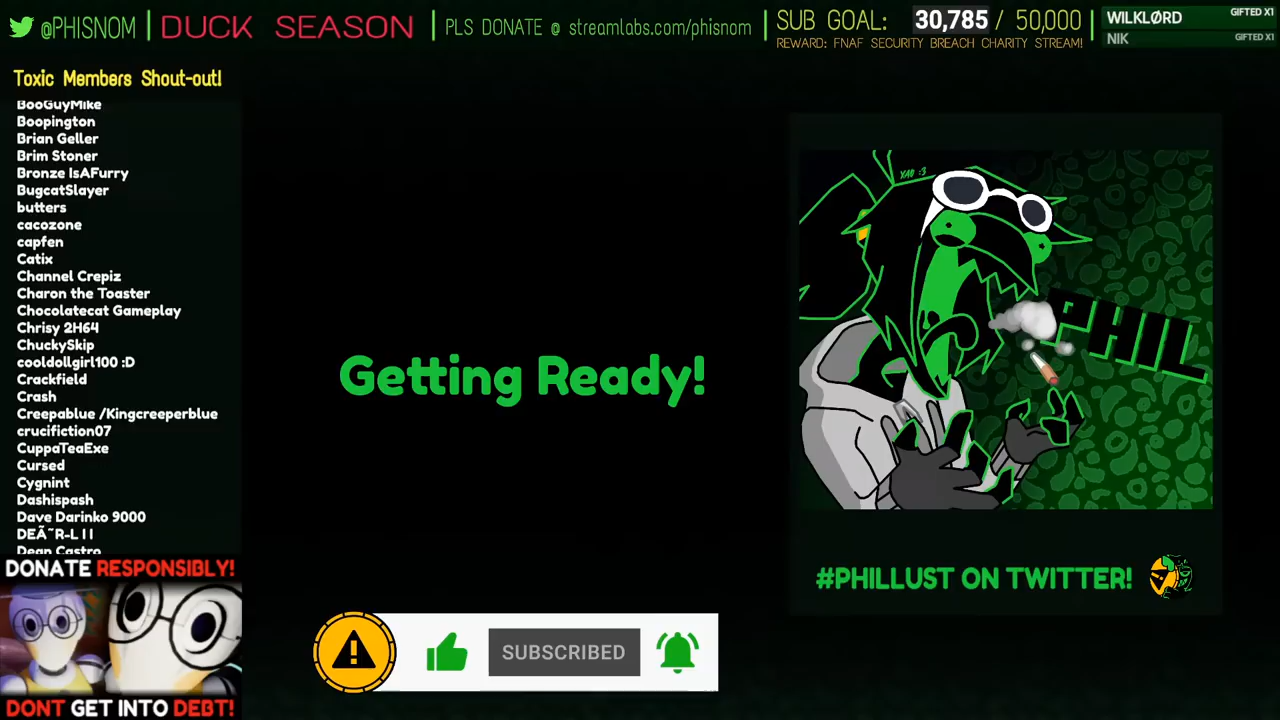 @PHISNOM
DUCK SEASON
PLS DONATE @ streamlabs.com/phisnom
SUB GOAL: 30,785 / 50,000
REWARD: FNAF SECURITY BREACH CHARITY STREAM!
WILKLØRD GIFTED X1
NIK GIFTED X1
Toxic Members Shout-out!
BooGuyMike
Boopington
Brian Geller
Brim Stoner
Bronze IsAFurry
BugcatSlayer
butters
cacozone
capfen
Catix
Channel Crepiz
Charon the Toaster
Chocolatecat Gameplay
Chrisy 2H64
ChuckySkip
cooldollgirl100 :D
Crackfield
Crash
Creepablue /Kingcreeperblue
crucifiction07
CuppaTeaExe
Cursed
Cygnint
Dashispash
Dave Darinko 9000
DEÃ˜R-L I I
Dean Castro
DONATE RESPONSIBLY!
DONT GET INTO DEBT!
Getting Ready!
SUBSCRIBED
XAO :3
PHIL
#PHILLUST ON TWITTER!